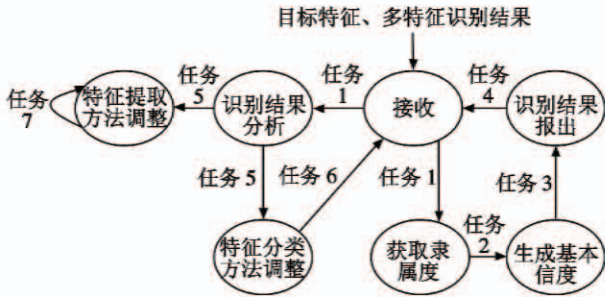 目标特征、多特征识别结果
任务
7
特征提取
方法调整
任务
5
识别结果
分析
任务
1
接收
任务
4
识别结果
报出
任务 5
任务 6
任务 1
任务 3
特征分类
方法调整
获取隶
属度
任务
2
生成基本
信度